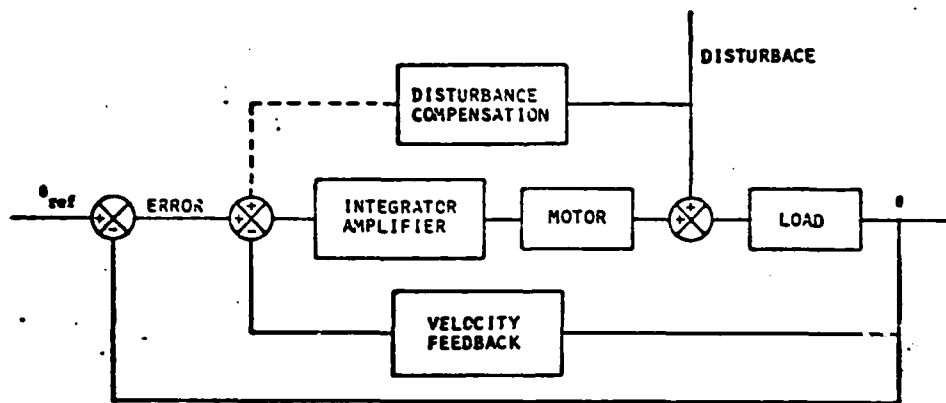 DISTURBACE
DISTURBANCE
COMPENSATION
θref
ERROR
INTEGRATOR
AMPLIFIER
MOTOR
LOAD
θ
VELOCITY
FEEDBACK